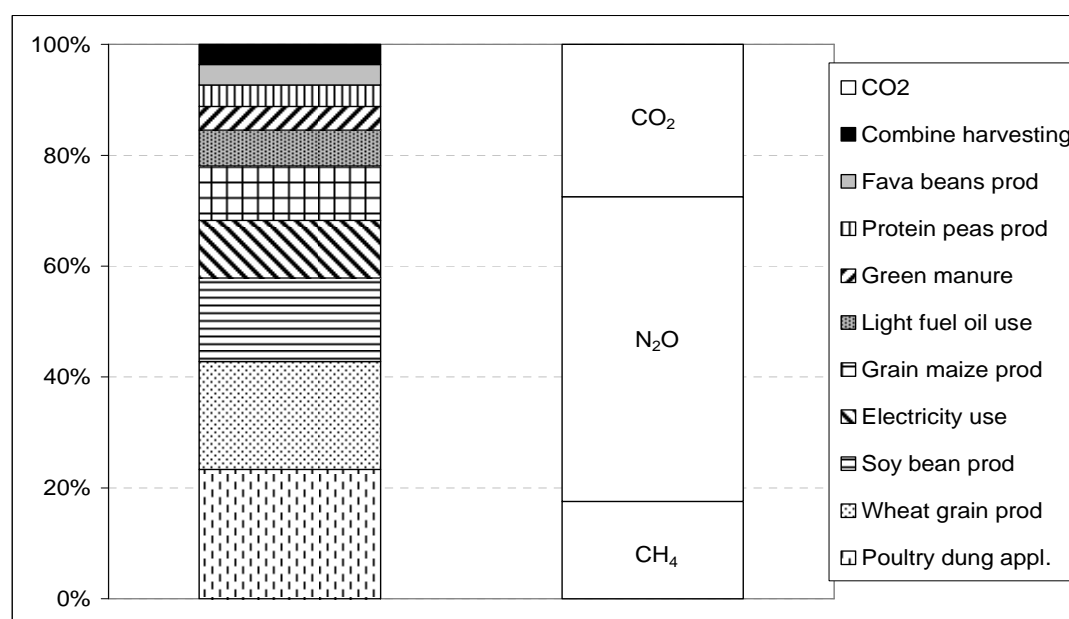 100%
80%
60%
40%
20%
0%
CO₂
N₂O
CH₄
CO2
Combine harvesting
Fava beans prod
Protein peas prod
Green manure
Light fuel oil use
Grain maize prod
Electricity use
Soy bean prod
Wheat grain prod
Poultry dung appl.